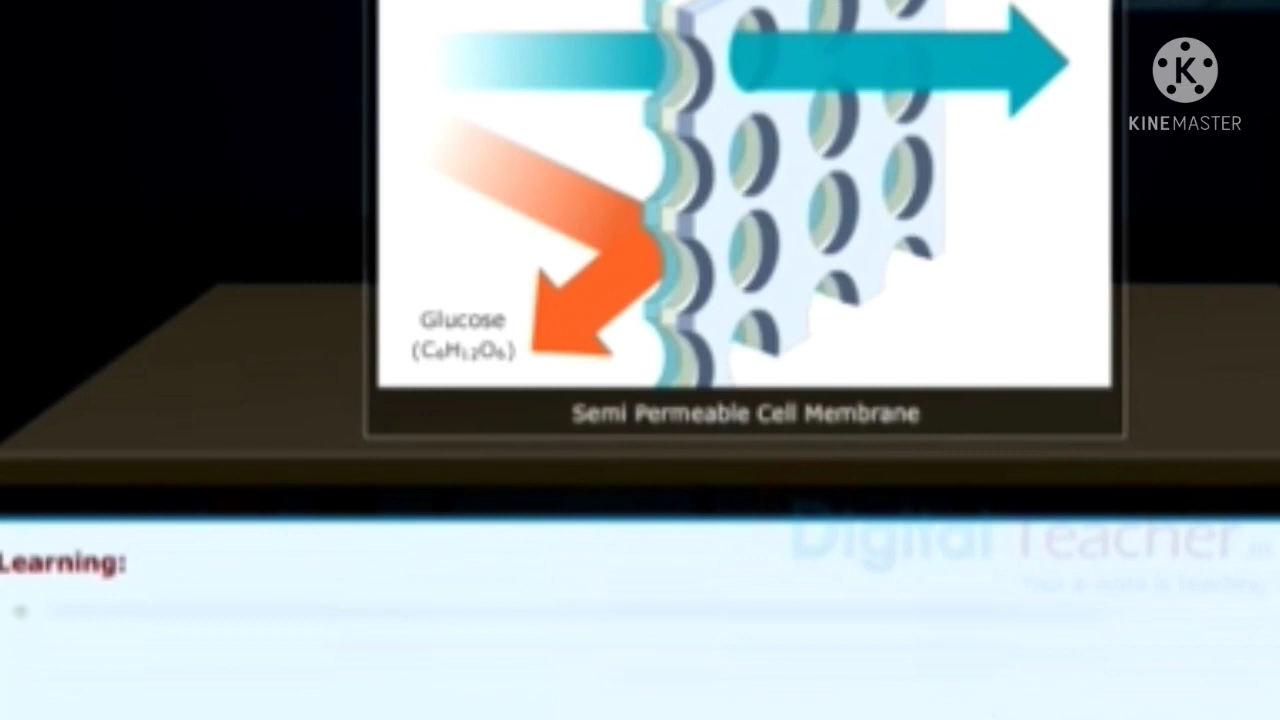 K
KINEMASTER
Glucose
(C₆H₁₂O₆)
Semi Permeable Cell Membrane
Digital Teacher
Learning: